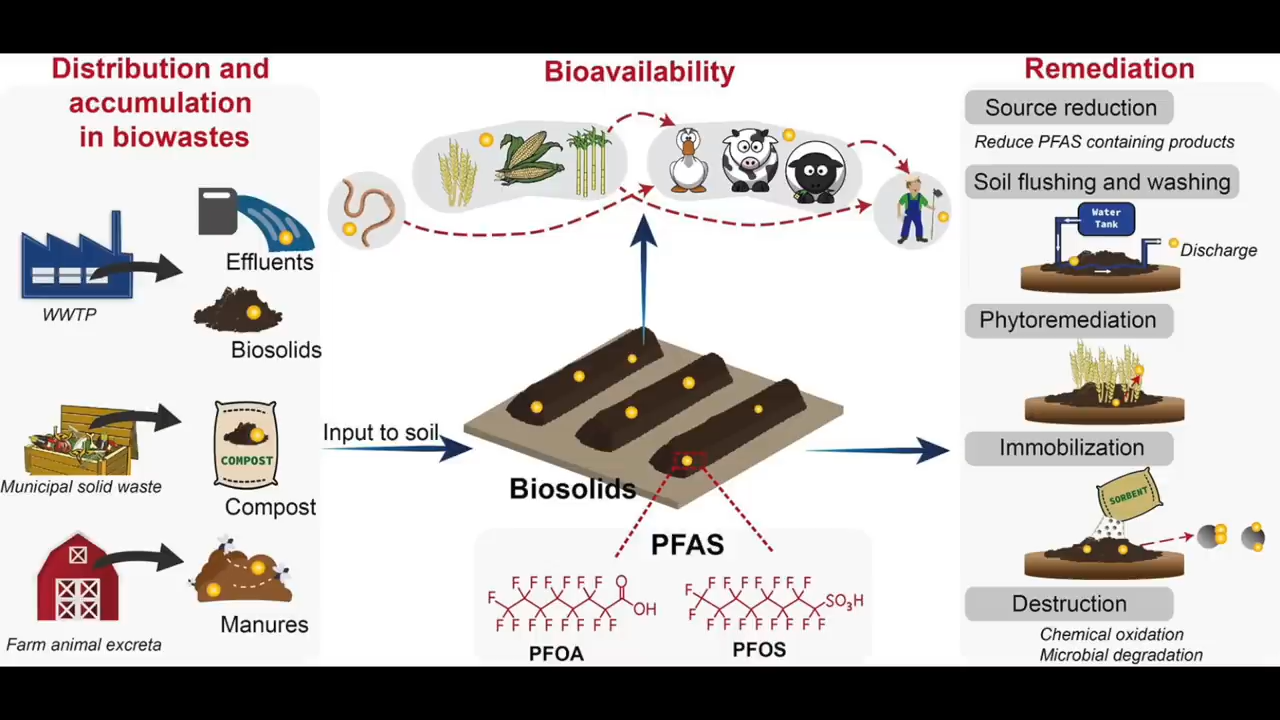 Distribution and
accumulation
in biowastes
WWTP
Effluents
Biosolids
Municipal solid waste
COMPOST
Compost
Farm animal excreta
Manures
Input to soil
Bioavailability
Biosolids
PFAS
F F F F F F F O
F OH
F F F F F F F
PFOA
F F F F F F F
F SO₃H
F
F F F F F F F
PFOS
Remediation
Source reduction
Reduce PFAS containing products
Soil flushing and washing
Water
Tank
Discharge
Phytoremediation
Immobilization
SORBENT
Destruction
Chemical oxidation
Microbial degradation